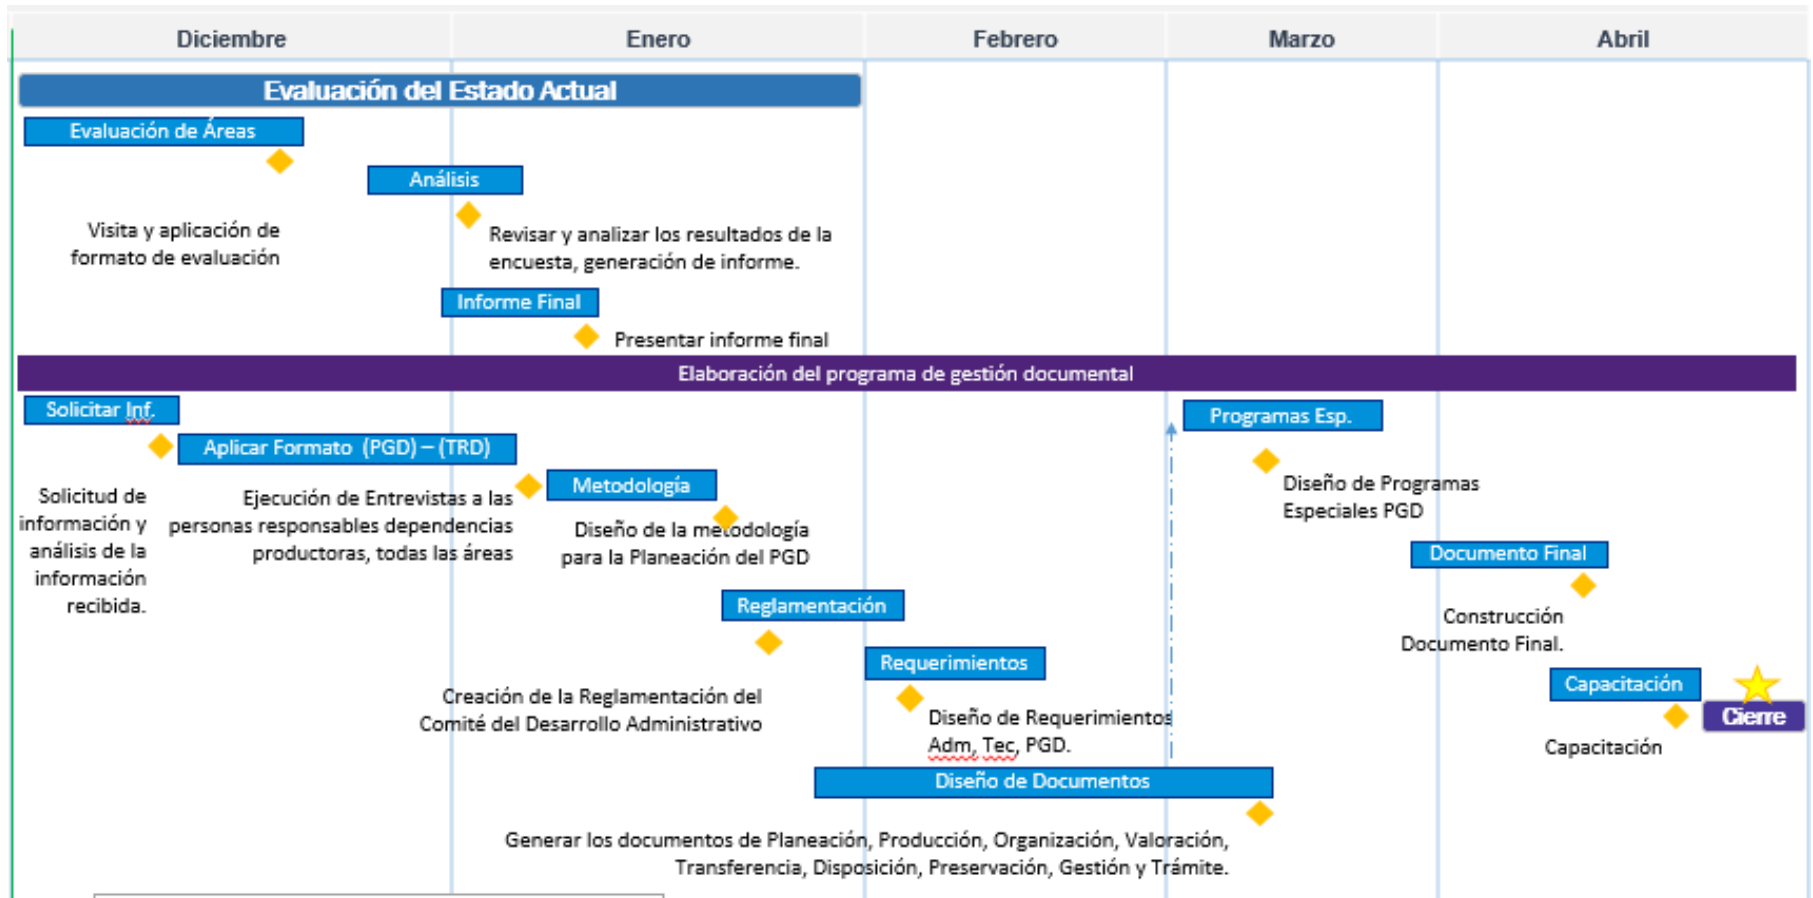 Diciembre
Enero
Febrero
Marzo
Abril
Evaluación del Estado Actual
Evaluación de Áreas
Análisis
Visita y aplicación de
formato de evaluación
Revisar y analizar los resultados de la
encuesta, generación de informe.
Informe Final
Presentar informe final
Elaboración del programa de gestión documental
Solicitar Inf.
Aplicar Formato (PGD) – (TRD)
Solicitud de
información y
análisis de la
información
recibida.
Ejecución de Entrevistas a las
personas responsables dependencias
productoras, todas las áreas
Metodología
Diseño de la metodología
para la Planeación del PGD
Programas Esp.
Diseño de Programas
Especiales PGD
Documento Final
Construcción
Documento Final.
Reglamentación
Creación de la Reglamentación del
Comité del Desarrollo Administrativo
Requerimientos
Diseño de Requerimientos
Adm, Tec, PGD.
Capacitación
Cierre
Capacitación
Diseño de Documentos
Generar los documentos de Planeación, Producción, Organización, Valoración,
Transferencia, Disposición, Preservación, Gestión y Trámite.